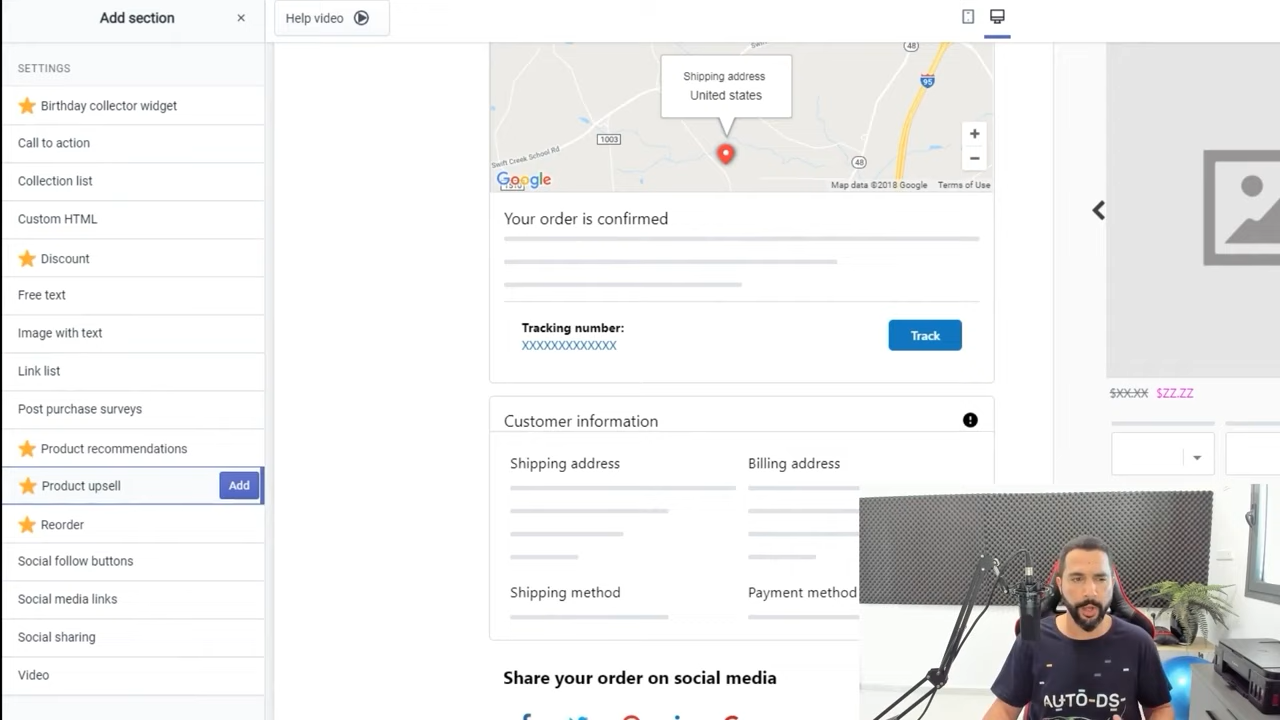 Add section
×
Help video
SETTINGS
Birthday collector widget
Call to action
Collection list
Custom HTML
Discount
Free text
Image with text
Link list
Post purchase surveys
Product recommendations
Product upsell
Add
Reorder
Social follow buttons
Social media links
Social sharing
Video
48
95
Shipping address
United states
1003
Swift Creek School Rd
48
+
−
Google
Map data ©2018 Google
Terms of Use
Your order is confirmed
Tracking number:
XXXXXXXXXXXXX
Track
Customer information
Shipping address
Billing address
Shipping method
Payment method
Share your order on social media
$XX.XX $ZZ.ZZ
AUTO-DS